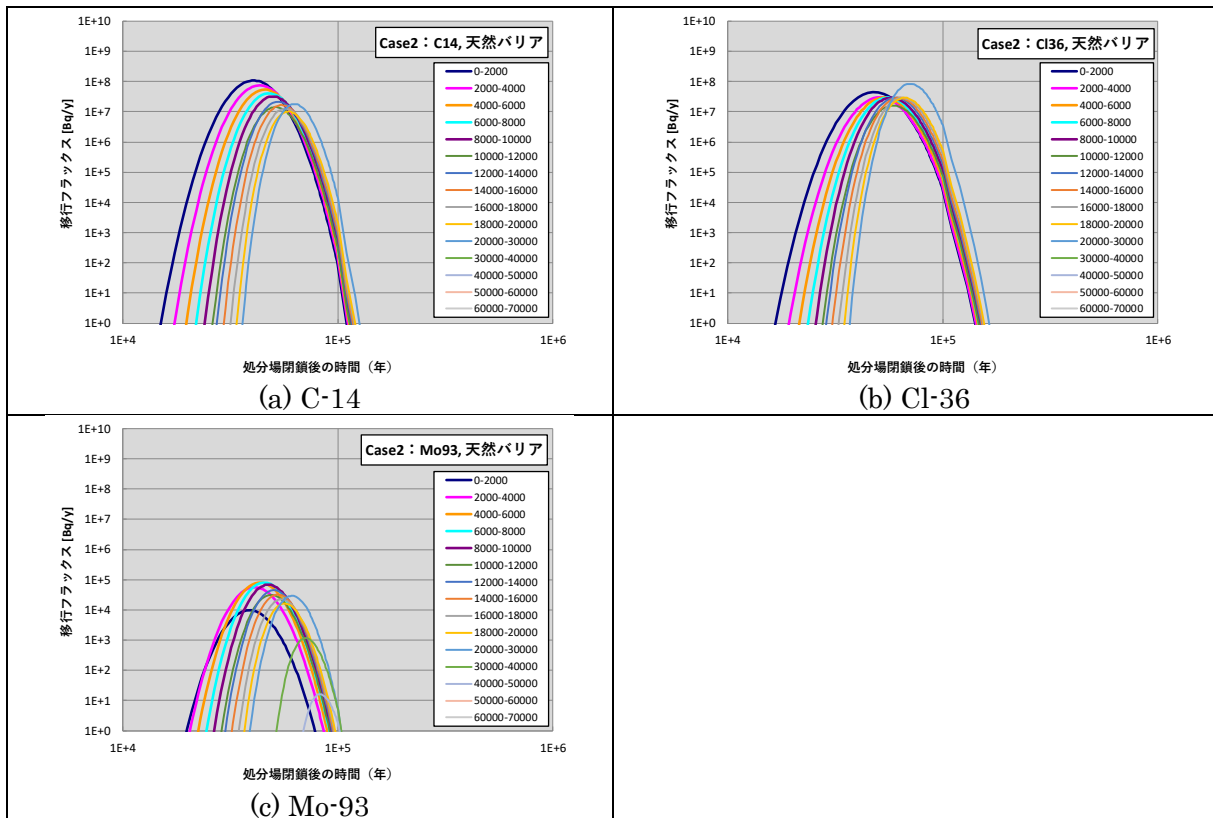 Case2：C14, 天然バリア
移行フラックス [Bq/y]
1E+10
1E+9
1E+8
1E+7
1E+6
1E+5
1E+4
1E+3
1E+2
1E+1
1E+0
0-2000
2000-4000
4000-6000
6000-8000
8000-10000
10000-12000
12000-14000
14000-16000
16000-18000
18000-20000
20000-30000
30000-40000
40000-50000
50000-60000
60000-70000
1E+4 1E+5 1E+6
処分場閉鎖後の時間（年）
(a) C-14
Case2：Cl36, 天然バリア
移行フラックス [Bq/y]
1E+10
1E+9
1E+8
1E+7
1E+6
1E+5
1E+4
1E+3
1E+2
1E+1
1E+0
0-2000
2000-4000
4000-6000
6000-8000
8000-10000
10000-12000
12000-14000
14000-16000
16000-18000
18000-20000
20000-30000
30000-40000
40000-50000
50000-60000
60000-70000
1E+4 1E+5 1E+6
処分場閉鎖後の時間（年）
(b) Cl-36
Case2：Mo93, 天然バリア
移行フラックス [Bq/y]
1E+10
1E+9
1E+8
1E+7
1E+6
1E+5
1E+4
1E+3
1E+2
1E+1
1E+0
0-2000
2000-4000
4000-6000
6000-8000
8000-10000
10000-12000
12000-14000
14000-16000
16000-18000
18000-20000
20000-30000
30000-40000
40000-50000
50000-60000
60000-70000
1E+4 1E+5 1E+6
処分場閉鎖後の時間（年）
(c) Mo-93